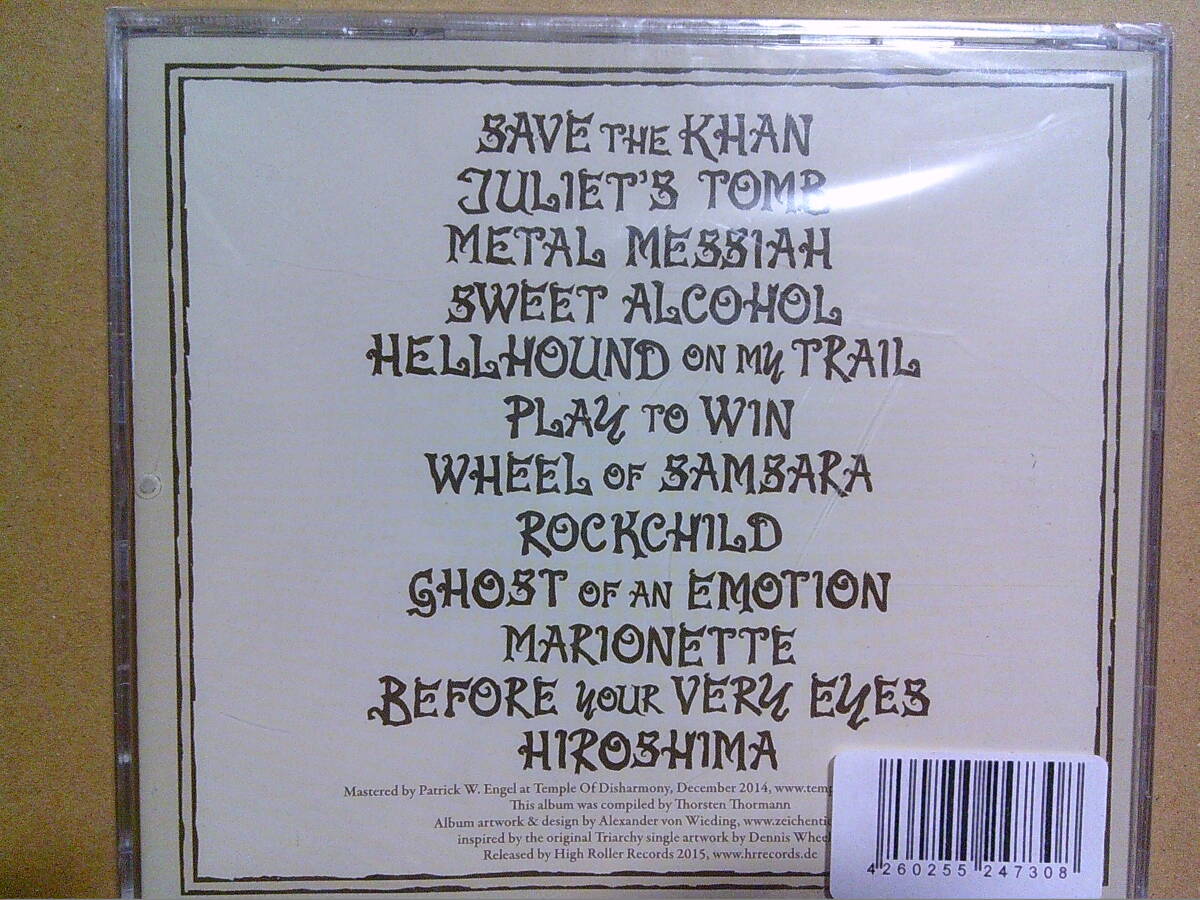 SAVE THE KHAN
JULIET'S TOMB
METAL MESSIAH
SWEET ALCOHOL
HELLHOUND ON MY TRAIL
PLAY TO WIN
WHEEL OF SAMSARA
ROCKCHILD
GHOST OF AN EMOTION
MARIONETTE
BEFORE YOUR VERY EYES
HIROSHIMA
Mastered by Patrick W. Engel at Temple Of Disharmony, December 2014,
This album was compiled by Thorsten Thormann
Album artwork & design by Alexander von Wieding,
inspired by the original Triarchy single artwork by Dennis
Released by High Roller Records 2015, www.hrrecords.de
4 260255 247308